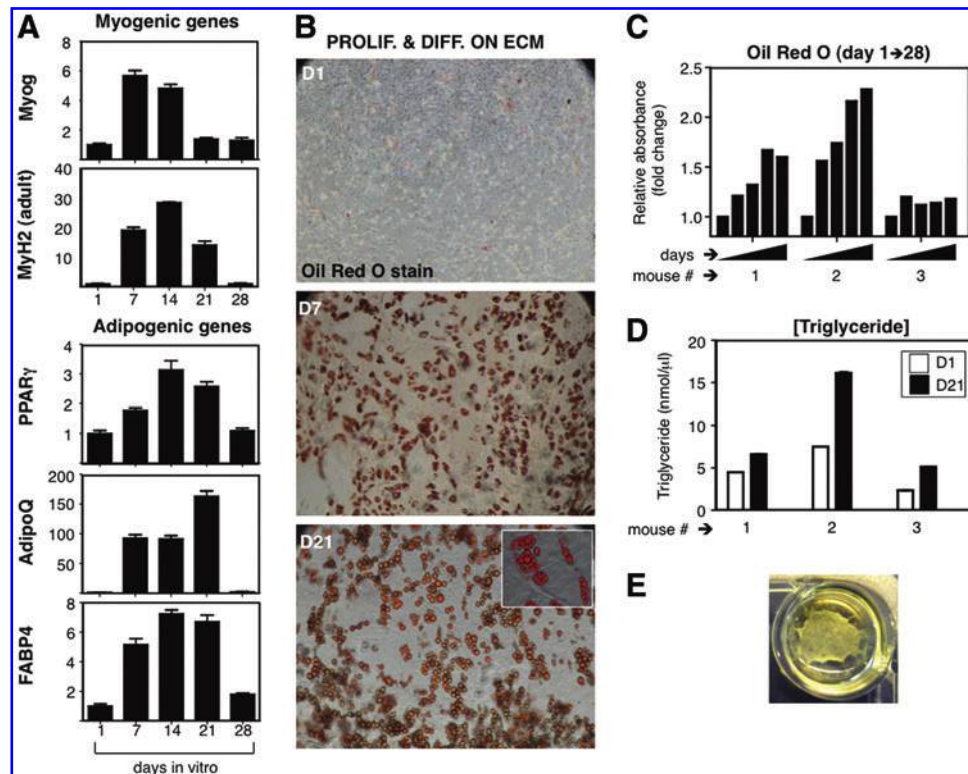 A
Myogenic genes
Myog
8
6
4
2
MyH2 (adult)
40
30
20
10
1 7 14 21 28
Adipogenic genes
PPARγ
4
3
2
1
AdipoQ
200
150
100
50
FABP4
8
6
4
2
1 7 14 21 28
days in vitro
B
PROLIF. & DIFF. ON ECM
D1
Oil Red O stain
D7
D21
C
Oil Red O (day 1➔28)
Relative absorbance
(fold change)
2.5
2.0
1.5
1.0
days ➔
mouse # ➔ 1 2 3
D
[Triglyceride]
Triglyceride (nmol/µl)
20
15
10
5
0
D1
D21
mouse # ➔ 1 2 3
E